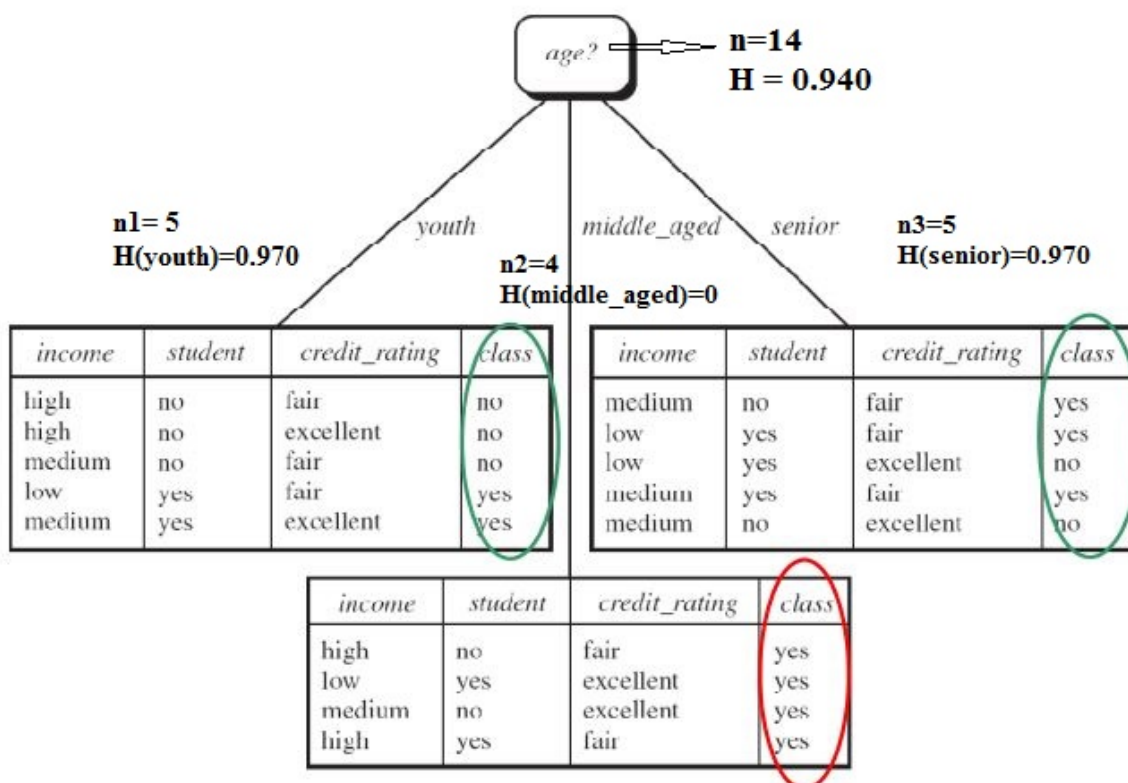 age?
n=14
H = 0.940
n1= 5
H(youth)=0.970
youth
middle_aged
senior
n2=4
H(middle_aged)=0
n3=5
H(senior)=0.970
income student credit_rating class
high no fair no
high no excellent no
medium no fair no
low yes fair yes
medium yes excellent yes
income student credit_rating class
medium no fair yes
low yes fair yes
low yes excellent no
medium yes fair yes
medium no excellent no
income student credit_rating class
high no fair yes
low yes excellent yes
medium no excellent yes
high yes fair yes